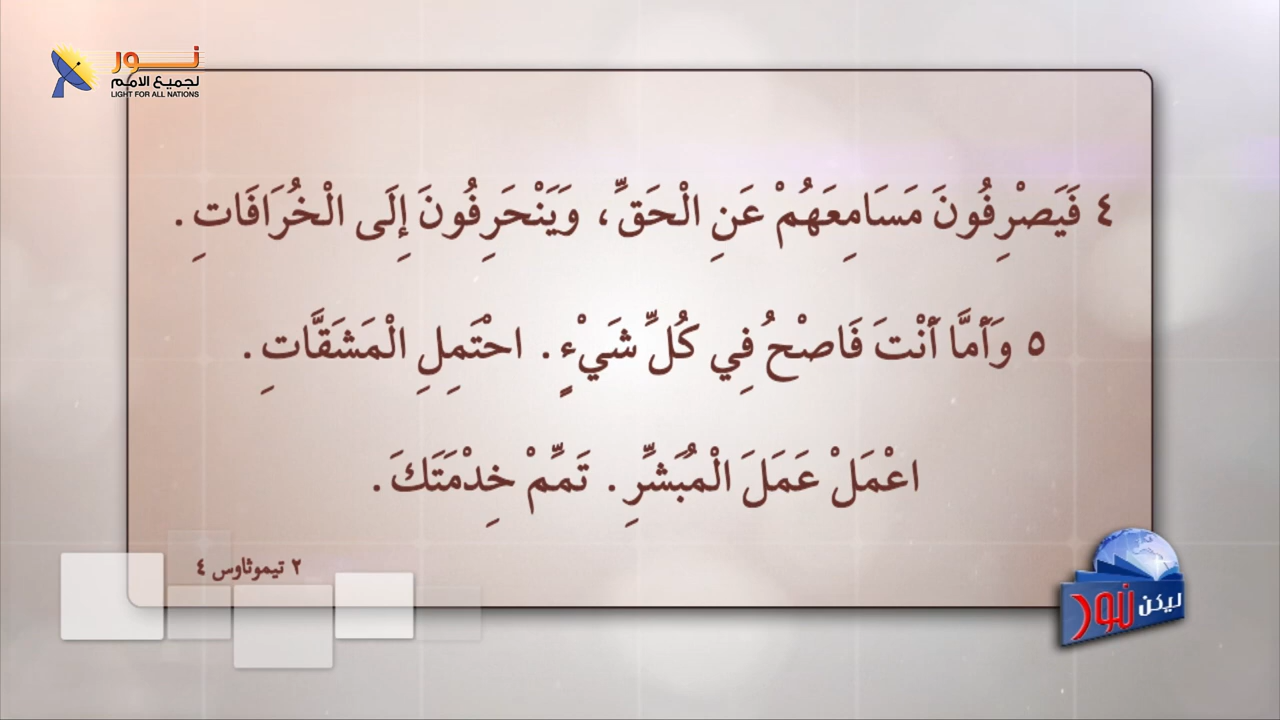 نور
لجميع الامم
LIGHT FOR ALL NATIONS
٤ فَيَصْرِفُونَ مَسَامِعَهُمْ عَنِ الْحَقِّ، وَيَنْحَرِفُونَ إِلَى الْخُرَافَاتِ.
٥ وَأَمَّا أَنْتَ فَاصْحُ فِي كُلِّ شَيْءٍ. احْتَمِلِ الْمَشَقَّاتِ.
اعْمَلْ عَمَلَ الْمُبَشِّرِ. تَمِّمْ خِدْمَتَكَ.
٢ تيموثاوس ٤
ليكن نور